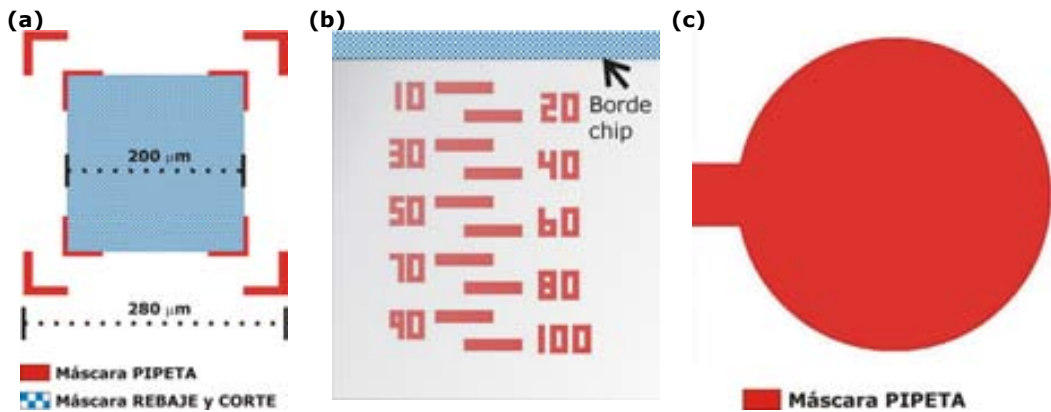 (a)
200 µm
280 µm
Máscara PIPETA
Máscara REBAJE y CORTE
(b)
Borde
chip
10
20
30
40
50
60
70
80
90
100
(c)
Máscara PIPETA